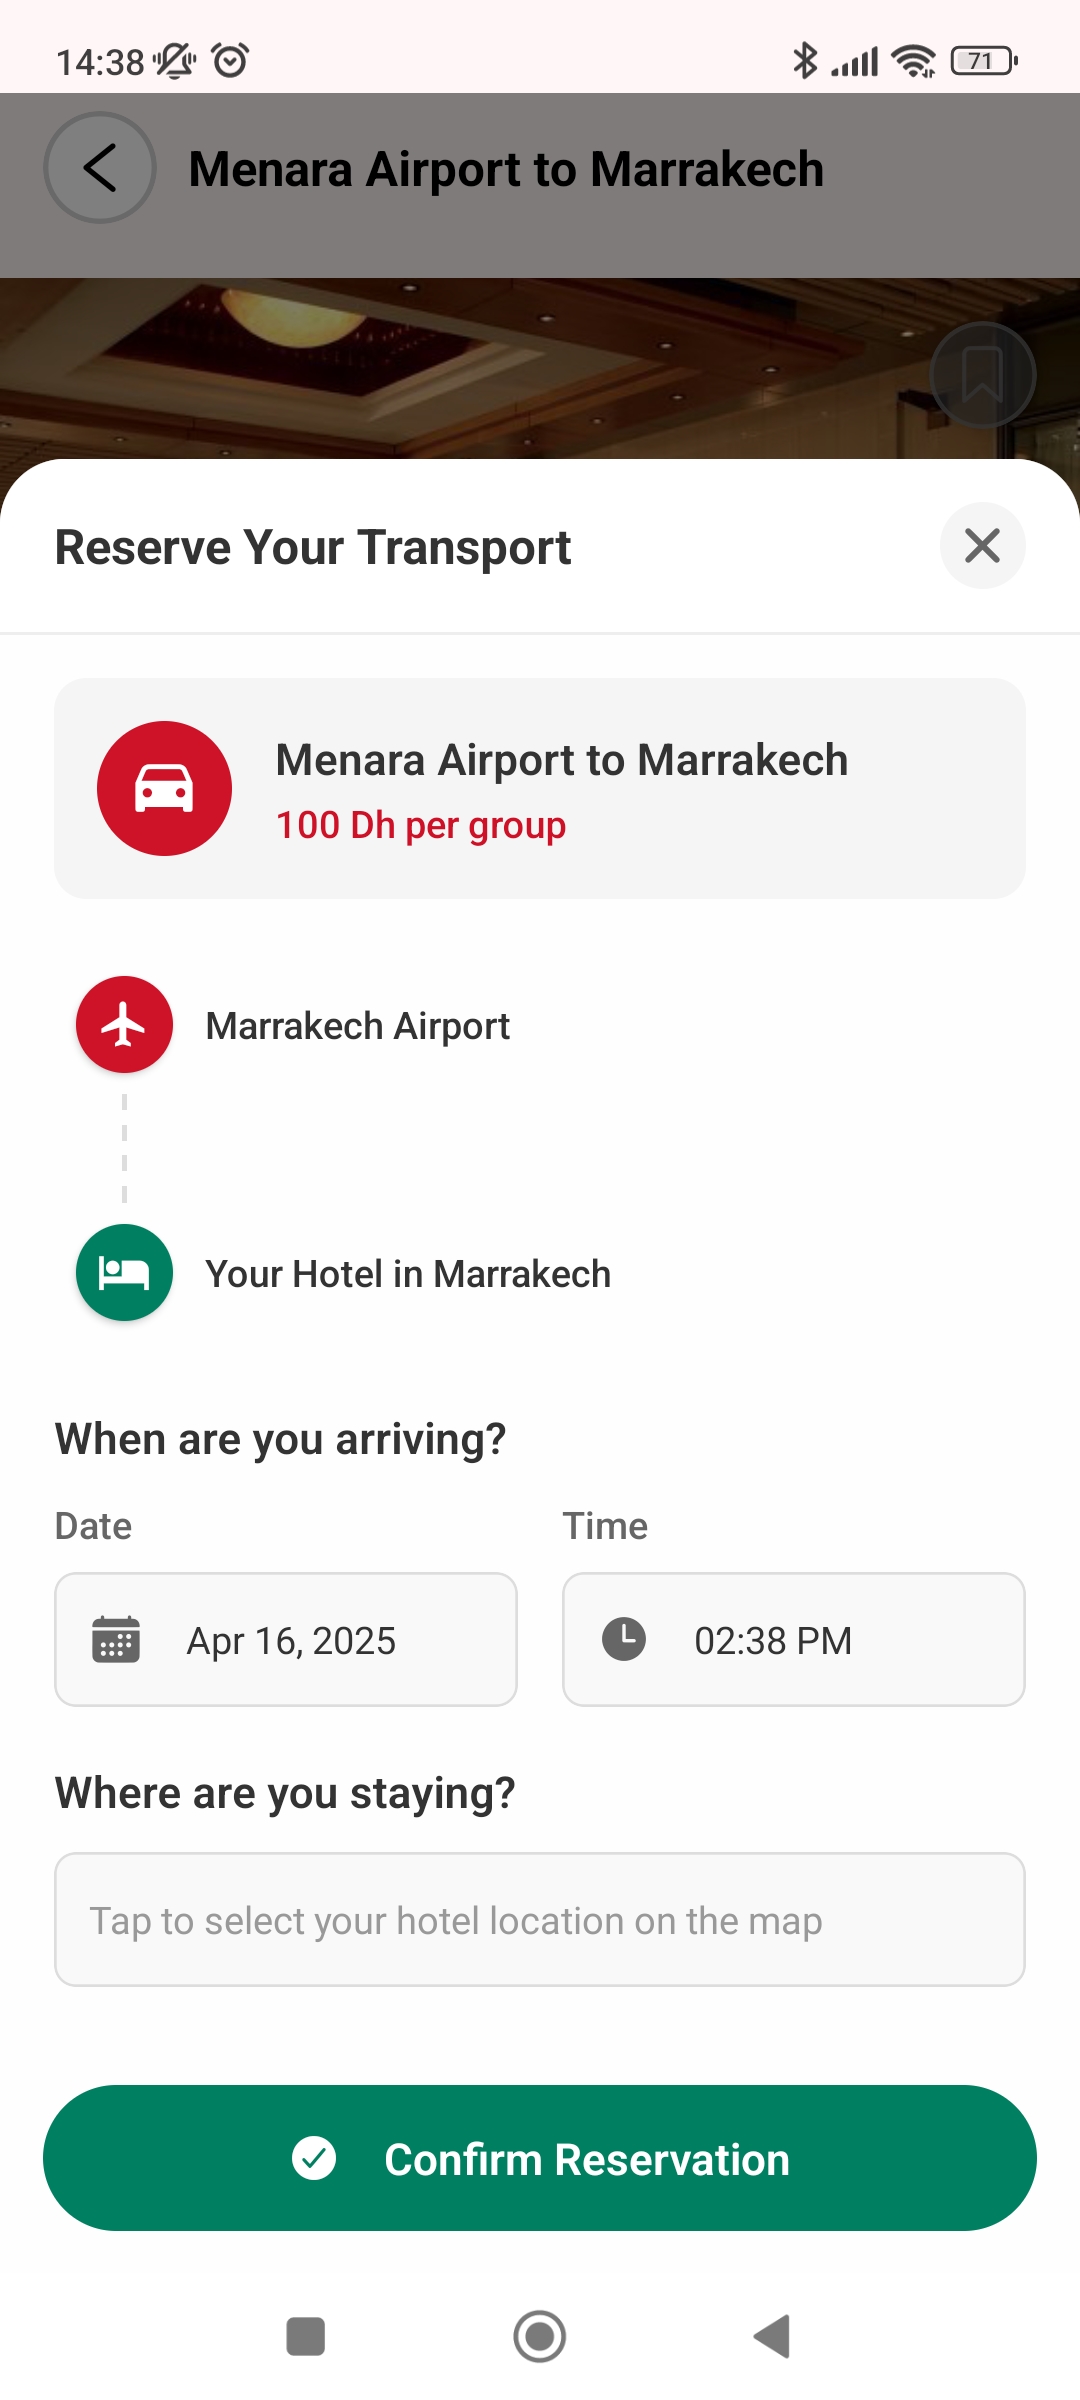 14:38
71
Menara Airport to Marrakech
Reserve Your Transport
Menara Airport to Marrakech
100 Dh per group
Marrakech Airport
Your Hotel in Marrakech
When are you arriving?
Date
Time
Apr 16, 2025
02:38 PM
Where are you staying?
Tap to select your hotel location on the map
Confirm Reservation